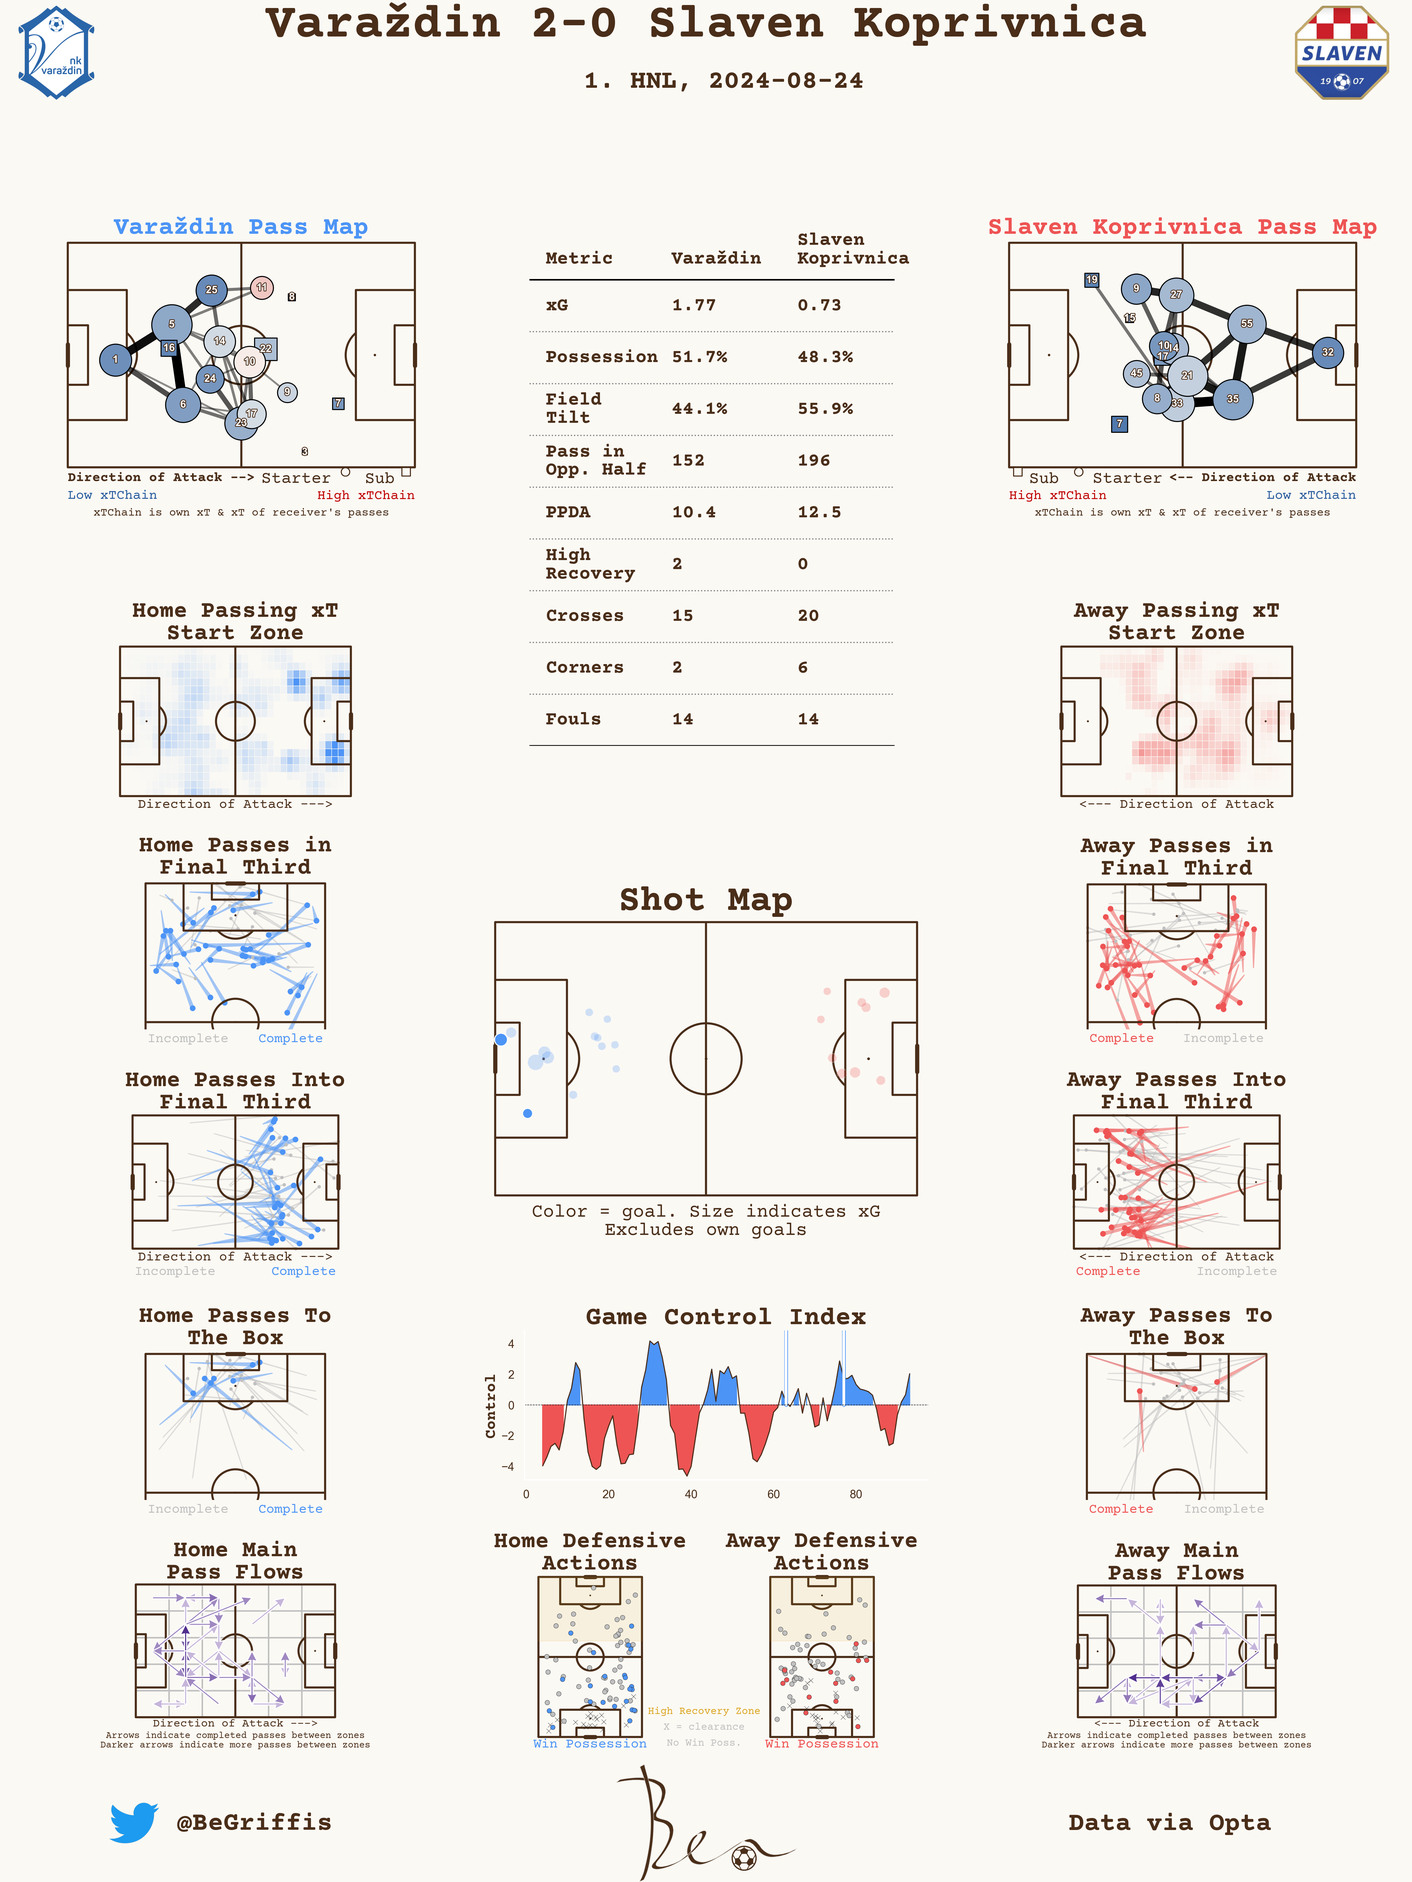 Varaždin 2-0 Slaven Koprivnica
1. HNL, 2024-08-24
nk
varaždin
SLAVEN
19 07
Varaždin Pass Map
25
11
8
5
16
14
22
1
10
24
9
6
7
17
23
3
Direction of Attack --> Starter Sub
Low xTChain High xTChain
xTChain is own xT & xT of receiver's passes
Metric Varaždin Slaven
Koprivnica
xG 1.77 0.73
Possession 51.7% 48.3%
Field
Tilt 44.1% 55.9%
Pass in
Opp. Half 152 196
PPDA 10.4 12.5
High
Recovery 2 0
Crosses 15 20
Corners 2 6
Fouls 14 14
Slaven Koprivnica Pass Map
19
9
27
15
55
10
14
17
32
45
21
8
33
35
7
Sub Starter <-- Direction of Attack
High xTChain Low xTChain
xTChain is own xT & xT of receiver's passes
Home Passing xT
Start Zone
Direction of Attack --->
Away Passing xT
Start Zone
<--- Direction of Attack
Home Passes in
Final Third
Incomplete Complete
Away Passes in
Final Third
Complete Incomplete
Shot Map
Color = goal. Size indicates xG
Excludes own goals
Home Passes Into
Final Third
Direction of Attack --->
Incomplete Complete
Away Passes Into
Final Third
<--- Direction of Attack
Complete Incomplete
Home Passes To
The Box
Incomplete Complete
Game Control Index
Control
4
2
0
−2
−4
0 20 40 60 80
Away Passes To
The Box
Complete Incomplete
Home Main
Pass Flows
Direction of Attack --->
Arrows indicate completed passes between zones
Darker arrows indicate more passes between zones
Home Defensive
Actions
Win Possession
Away Defensive
Actions
Win Possession
High Recovery Zone
X = clearance
No Win Poss.
Away Main
Pass Flows
<--- Direction of Attack
Arrows indicate completed passes between zones
Darker arrows indicate more passes between zones
@BeGriffis
Ben
Data via Opta